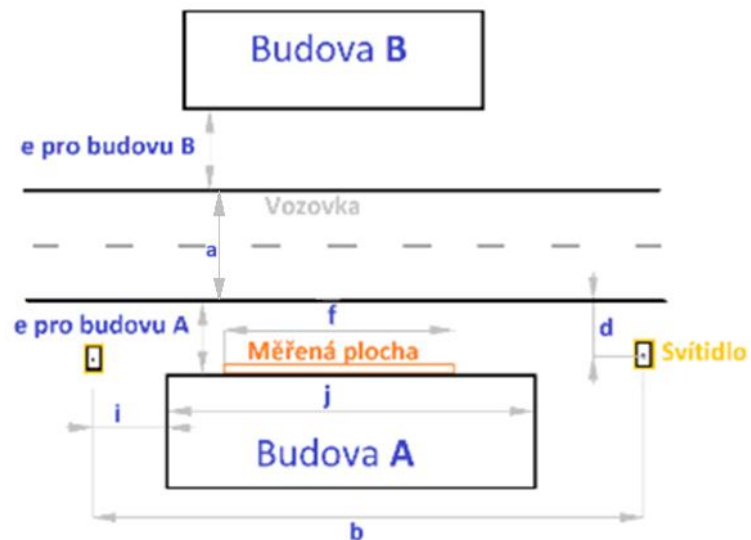 Budova B
e pro budovu B
Vozovka
a
e pro budovu A
f
d
Měřená plocha
Svítidlo
j
i
Budova A
b